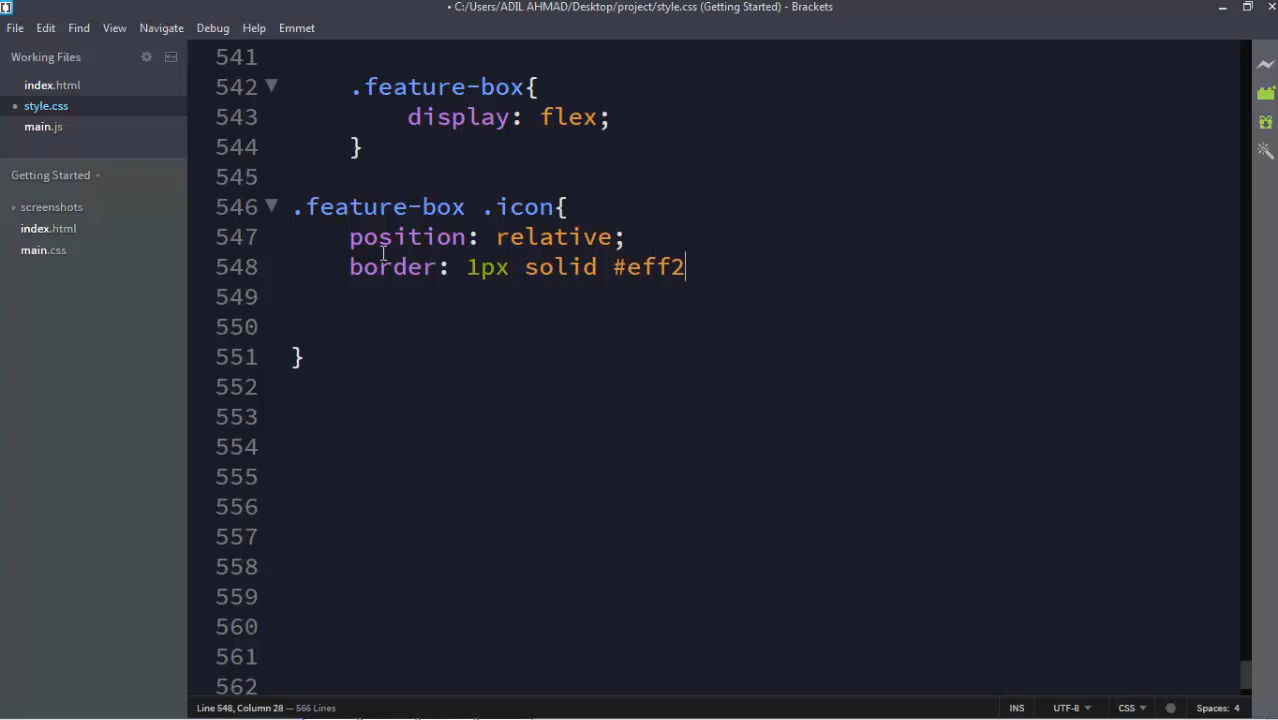 • C:/Users/ADIL AHMAD/Desktop/project/style.css (Getting Started) - Brackets
File Edit Find View Navigate Debug Help Emmet
Working Files
index.html
style.css
main.js
Getting Started
screenshots
index.html
main.css
541
542 .feature-box{
543 display: flex;
544 }
545
546 .feature-box .icon{
547 position: relative;
548 border: 1px solid #eff2
549
550
551 }
552
553
554
555
556
557
558
559
560
561
562
Line 548, Column 28 — 566 Lines
INS UTF-8 CSS Spaces: 4